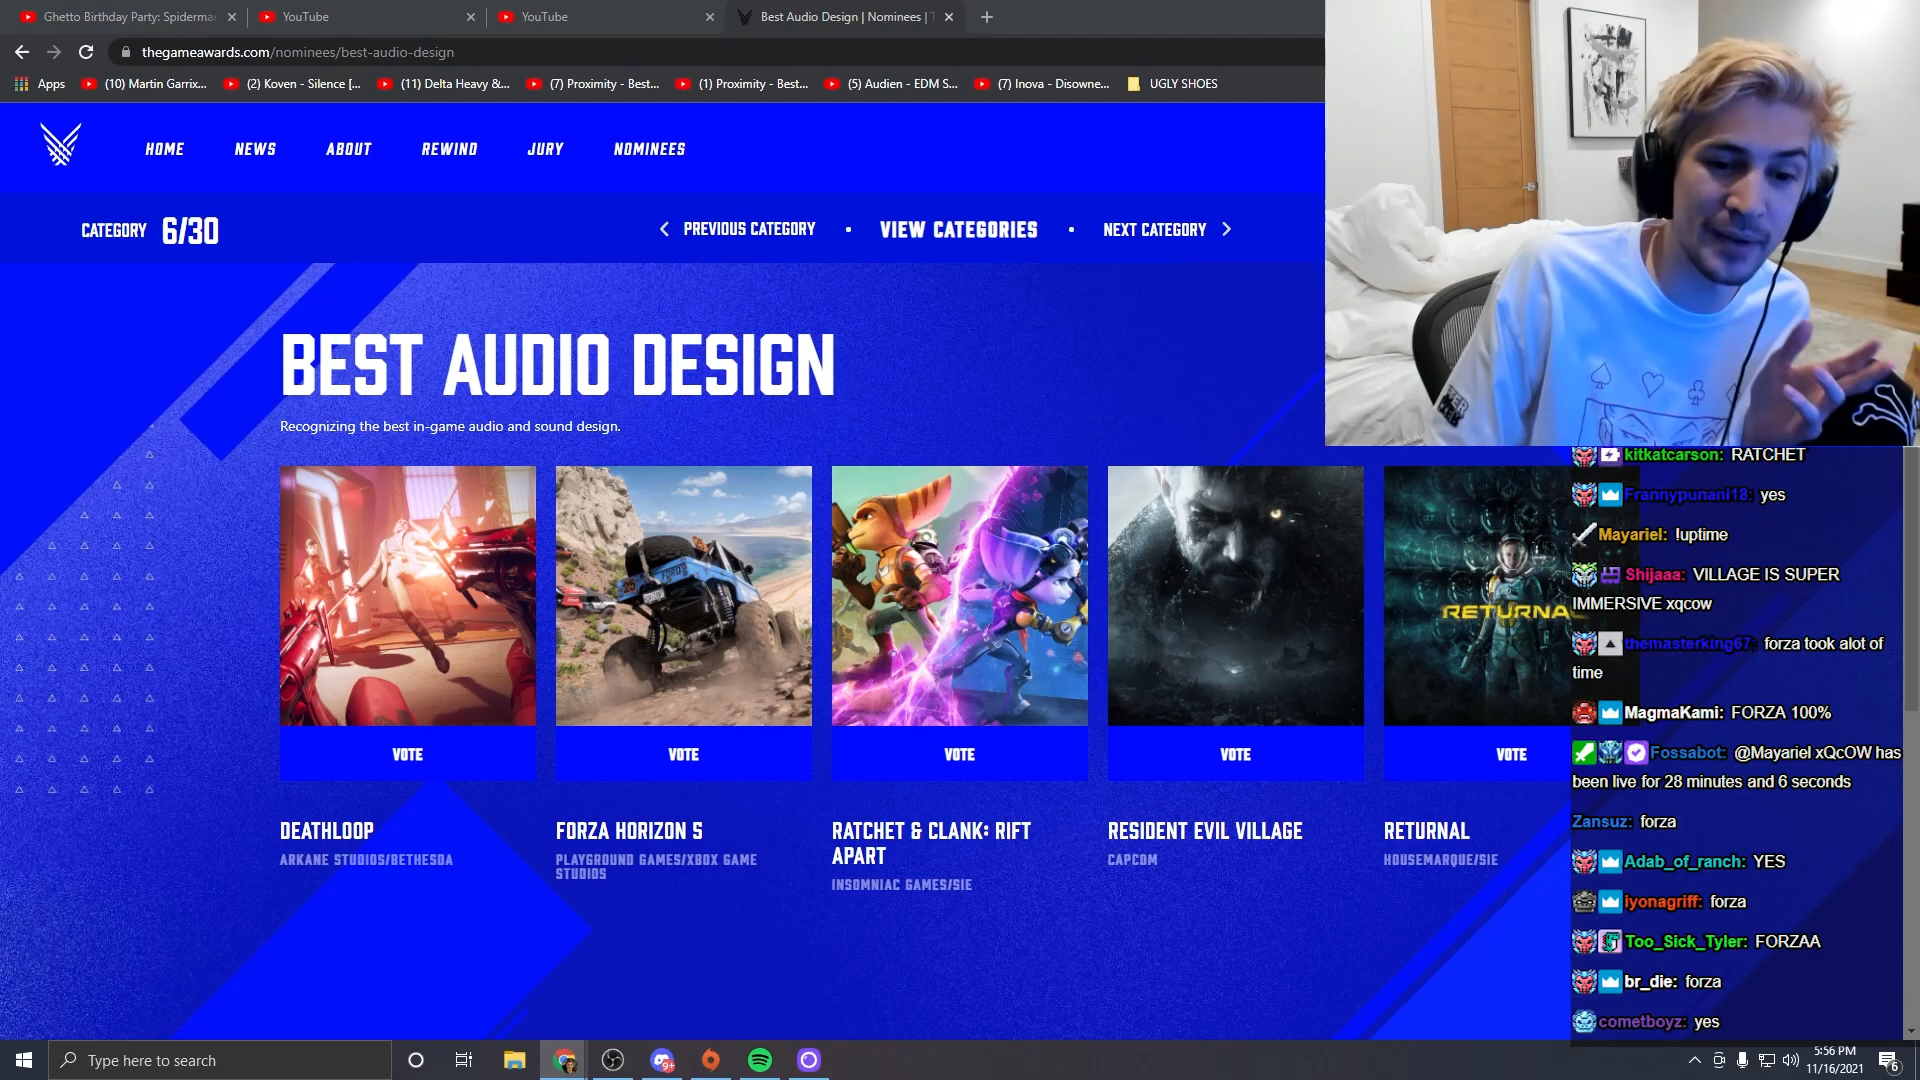 Ghetto Birthday Party: Spiderma
YouTube
YouTube
Best Audio Design | Nominees | T
thegameawards.com/nominees/best-audio-design
Apps
(10) Martin Garrix...
(2) Koven - Silence [...
(11) Delta Heavy &...
(7) Proximity - Best...
(1) Proximity - Best...
(5) Audien - EDM S...
(7) Inova - Disowne...
UGLY SHOES
HOME
NEWS
ABOUT
REWIND
JURY
NOMINEES
CATEGORY 6/30
PREVIOUS CATEGORY
VIEW CATEGORIES
NEXT CATEGORY
BEST AUDIO DESIGN
Recognizing the best in-game audio and sound design.
RETURNA
VOTE
VOTE
VOTE
VOTE
VOTE
DEATHLOOP
ARKANE STUDIOS/BETHESDA
FORZA HORIZON 5
PLAYGROUND GAMES/XBOX GAME
STUDIOS
RATCHET & CLANK: RIFT
APART
INSOMNIAC GAMES/SIE
RESIDENT EVIL VILLAGE
CAPCOM
RETURNAL
HOUSEMARQUE/SIE
kitkatcarson: RATCHET
Frannypunani18: yes
Mayariel: !uptime
Shijaaa: VILLAGE IS SUPER
IMMERSIVE xqcow
themasterking67: forza took alot of
time
MagmaKami: FORZA 100%
Fossabot: @Mayariel xQcOW has
been live for 28 minutes and 6 seconds
Zansuz: forza
Adab_of_ranch: YES
iyonagriff: forza
Too_Sick_Tyler: FORZAA
br_die: forza
cometboyz: yes
Type here to search
9+
5:56 PM
11/16/2021
6